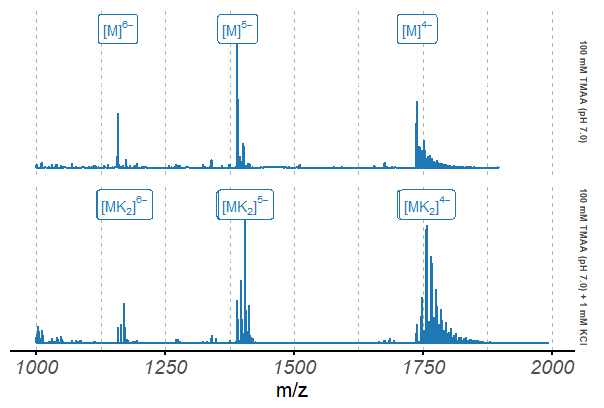 [M]⁶⁻ [M]⁵⁻ [M]⁴⁻
100 mM TMAA (pH 7.0)
[MK₂]⁶⁻ [MK₂]⁵⁻ [MK₂]⁴⁻
100 mM TMAA (pH 7.0) + 1 mM KCl
1000 1250 1500 1750 2000
m/z